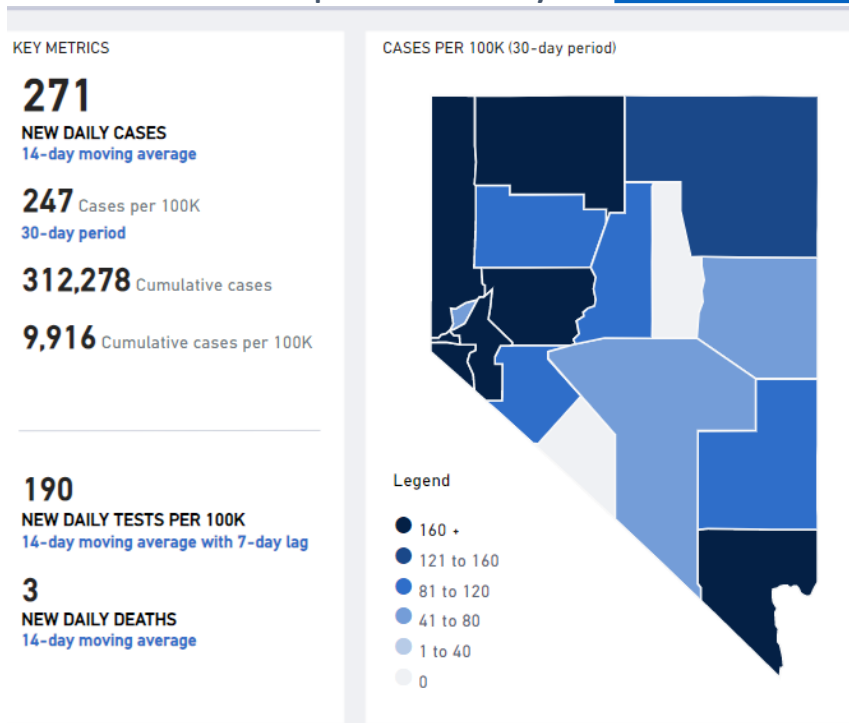 KEY METRICS
271
NEW DAILY CASES
14-day moving average
247 Cases per 100K
30-day period
312,278 Cumulative cases
9,916 Cumulative cases per 100K
190
NEW DAILY TESTS PER 100K
14-day moving average with 7-day lag
3
NEW DAILY DEATHS
14-day moving average
CASES PER 100K (30-day period)
Legend
160 +
121 to 160
81 to 120
41 to 80
1 to 40
0